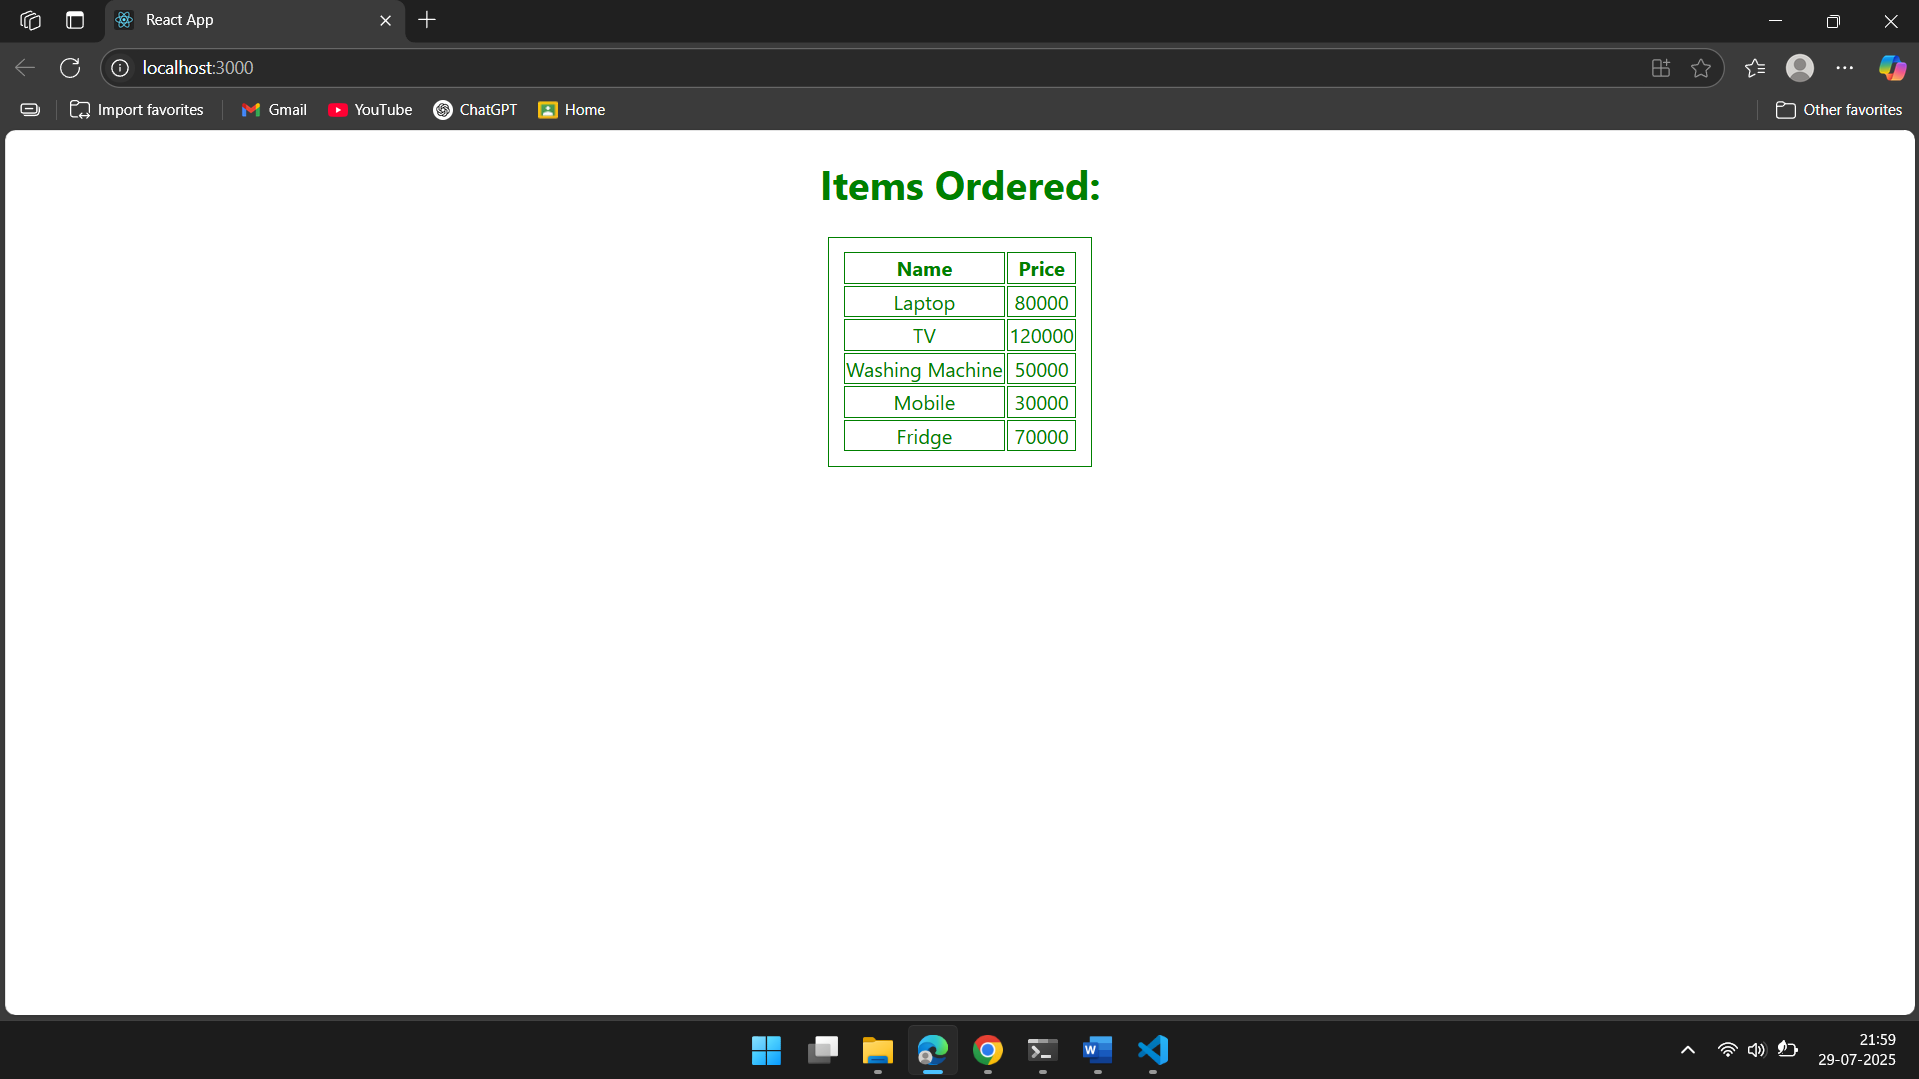 React App
localhost:3000
Import favorites Gmail YouTube ChatGPT Home Other favorites
Items Ordered:
Name Price
Laptop 80000
TV 120000
Washing Machine 50000
Mobile 30000
Fridge 70000
21:59
29-07-2025